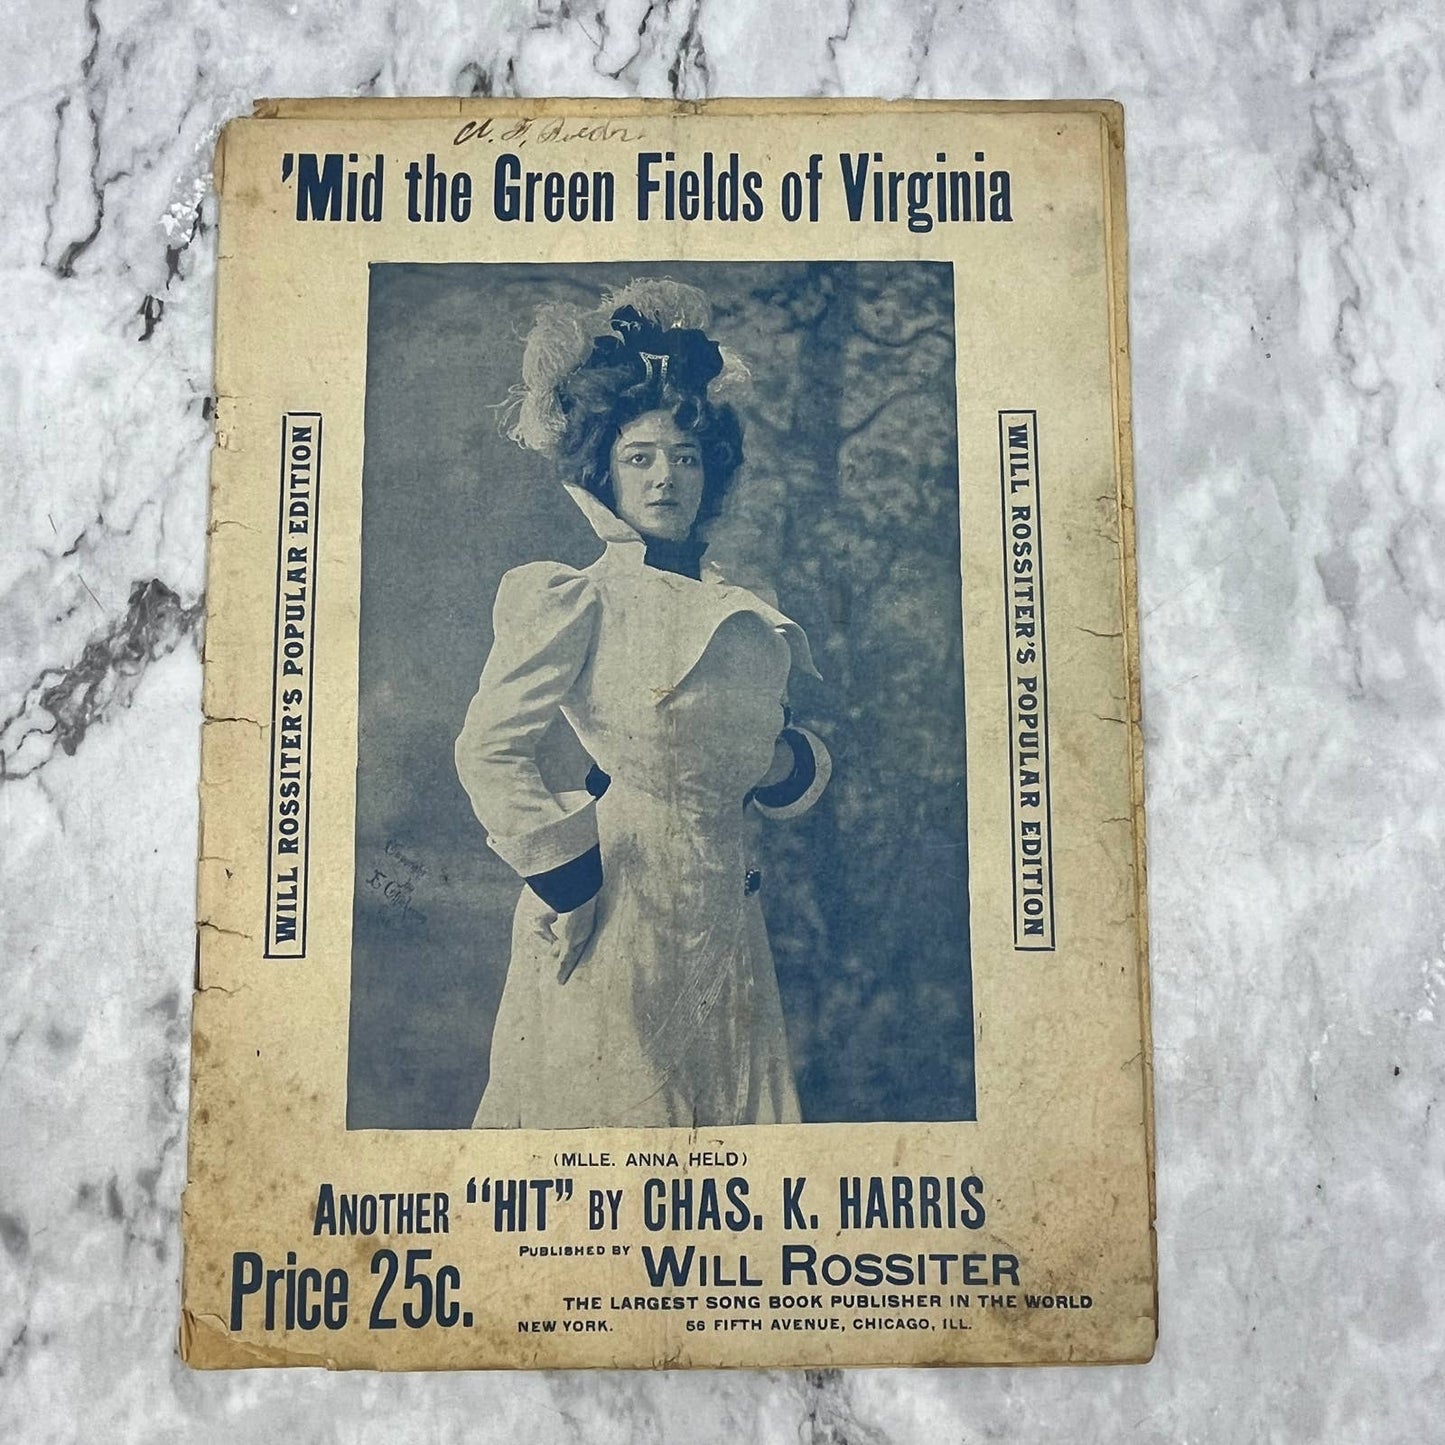 'Mid the Green Fields of Virginia
WILL ROSSITER'S POPULAR EDITION
WILL ROSSITER'S POPULAR EDITION
(MLLE. ANNA HELD)
ANOTHER "HIT" BY CHAS. K. HARRIS
Price 25c.
PUBLISHED BY WILL ROSSITER
THE LARGEST SONG BOOK PUBLISHER IN THE WORLD
NEW YORK. 56 FIFTH AVENUE, CHICAGO, ILL.